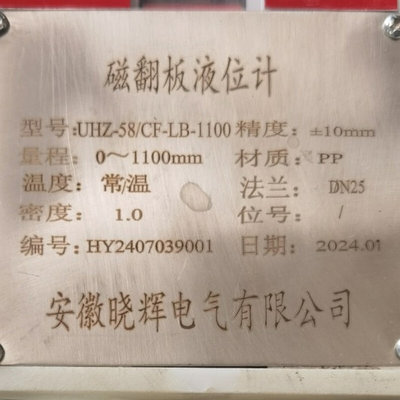 磁翻板液位计
型号:UHZ-58/CF-LB-1100 精度: ±10mm
量程: 0～1100mm 材质: PP
温度: 常温 法兰: DN25
密度: 1.0 位号: /
编号: HY2407039001 日期: 2024.01
安徽晓辉电气有限公司